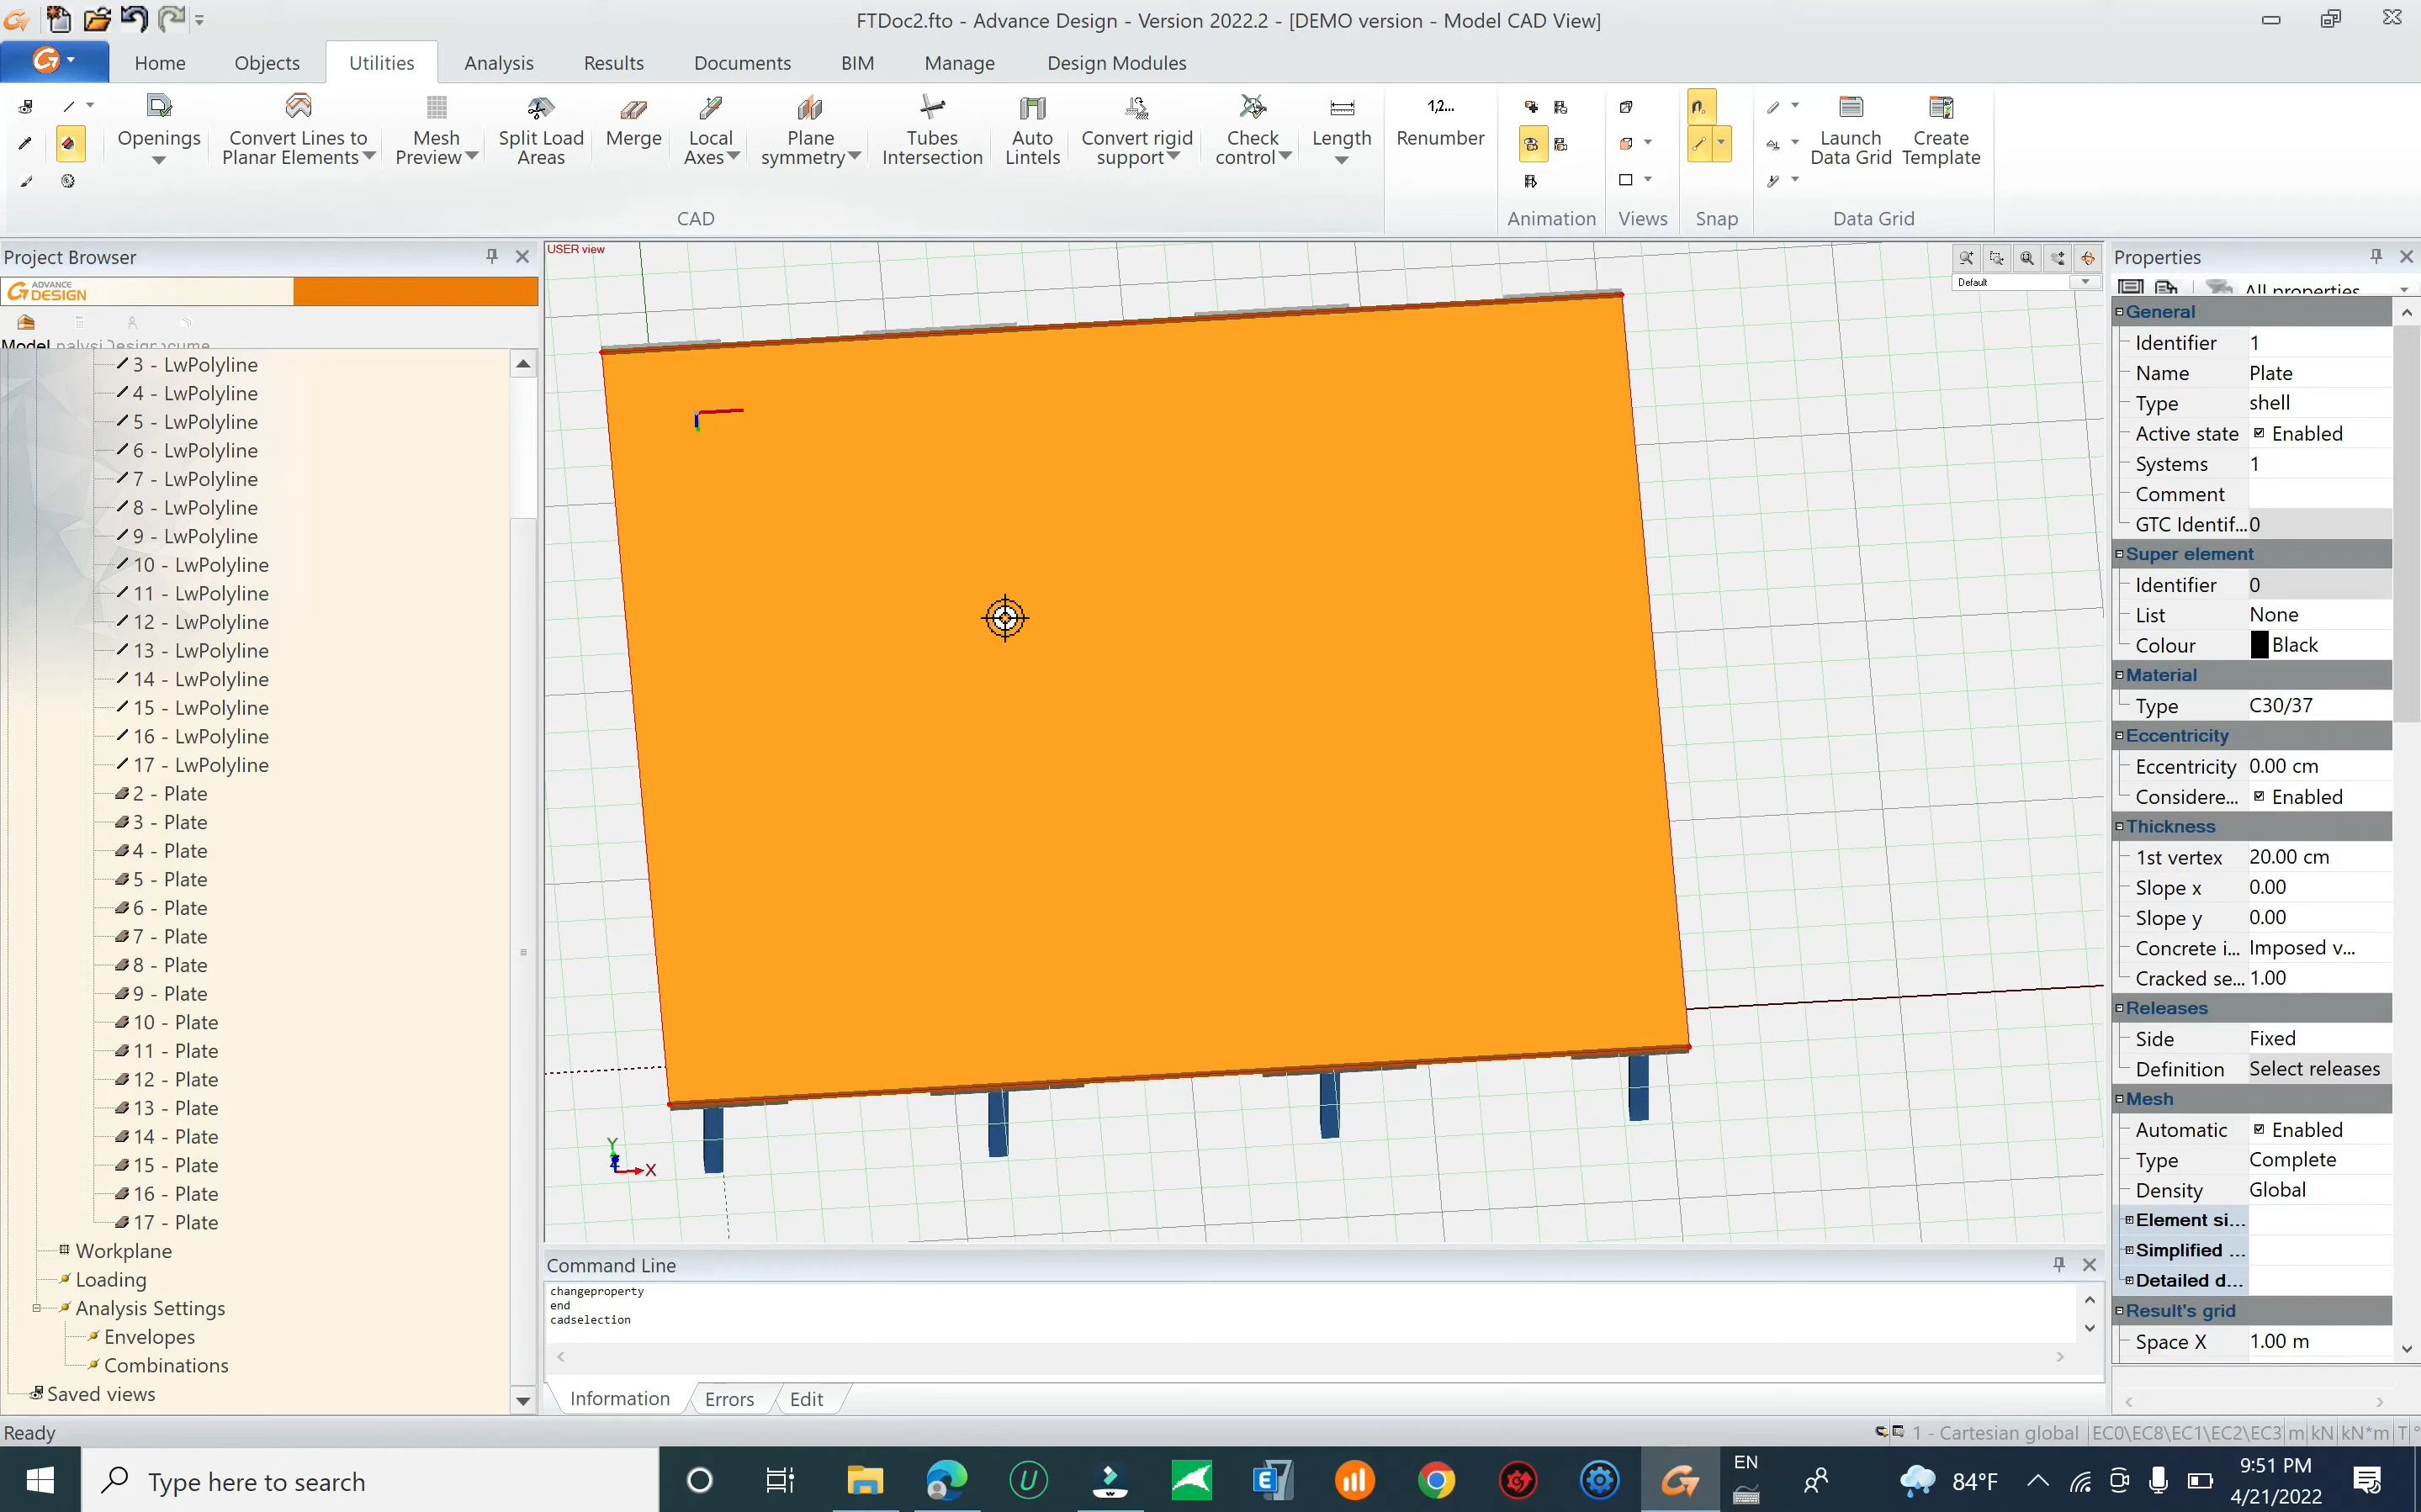 FTDoc2.fto - Advance Design - Version 2022.2 - [DEMO version - Model CAD View]
Home Objects Utilities Analysis Results Documents BIM Manage Design Modules
Openings
Convert Lines to Planar Elements
Mesh Preview
Split Load Areas
Merge
Local Axes
Plane symmetry
Tubes Intersection
Auto Lintels
Convert rigid support
Check control
Length
1,2...
Renumber
Launch Data Grid
Create Template
CAD
Animation
Views
Snap
Data Grid
Project Browser
ADVANCE
DESIGN
Model
3 - LwPolyline
4 - LwPolyline
5 - LwPolyline
6 - LwPolyline
7 - LwPolyline
8 - LwPolyline
9 - LwPolyline
10 - LwPolyline
11 - LwPolyline
12 - LwPolyline
13 - LwPolyline
14 - LwPolyline
15 - LwPolyline
16 - LwPolyline
17 - LwPolyline
2 - Plate
3 - Plate
4 - Plate
5 - Plate
6 - Plate
7 - Plate
8 - Plate
9 - Plate
10 - Plate
11 - Plate
12 - Plate
13 - Plate
14 - Plate
15 - Plate
16 - Plate
17 - Plate
Workplane
Loading
Analysis Settings
Envelopes
Combinations
Saved views
USER view
Default
Y
X
Command Line
changeproperty
end
cadselection
Information Errors Edit
Properties
All properties
General
Identifier 1
Name Plate
Type shell
Active state Enabled
Systems 1
Comment
GTC Identif... 0
Super element
Identifier 0
List None
Colour Black
Material
Type C30/37
Eccentricity
Eccentricity 0.00 cm
Considere... Enabled
Thickness
1st vertex 20.00 cm
Slope x 0.00
Slope y 0.00
Concrete i... Imposed v...
Cracked se... 1.00
Releases
Side Fixed
Definition Select releases
Mesh
Automatic Enabled
Type Complete
Density Global
Element si...
Simplified ...
Detailed d...
Result's grid
Space X 1.00 m
Ready
1 - Cartesian global EC0\EC8\EC1\EC2\EC3 m kN kN*m T °
Type here to search
EN
84°F
9:51 PM
4/21/2022